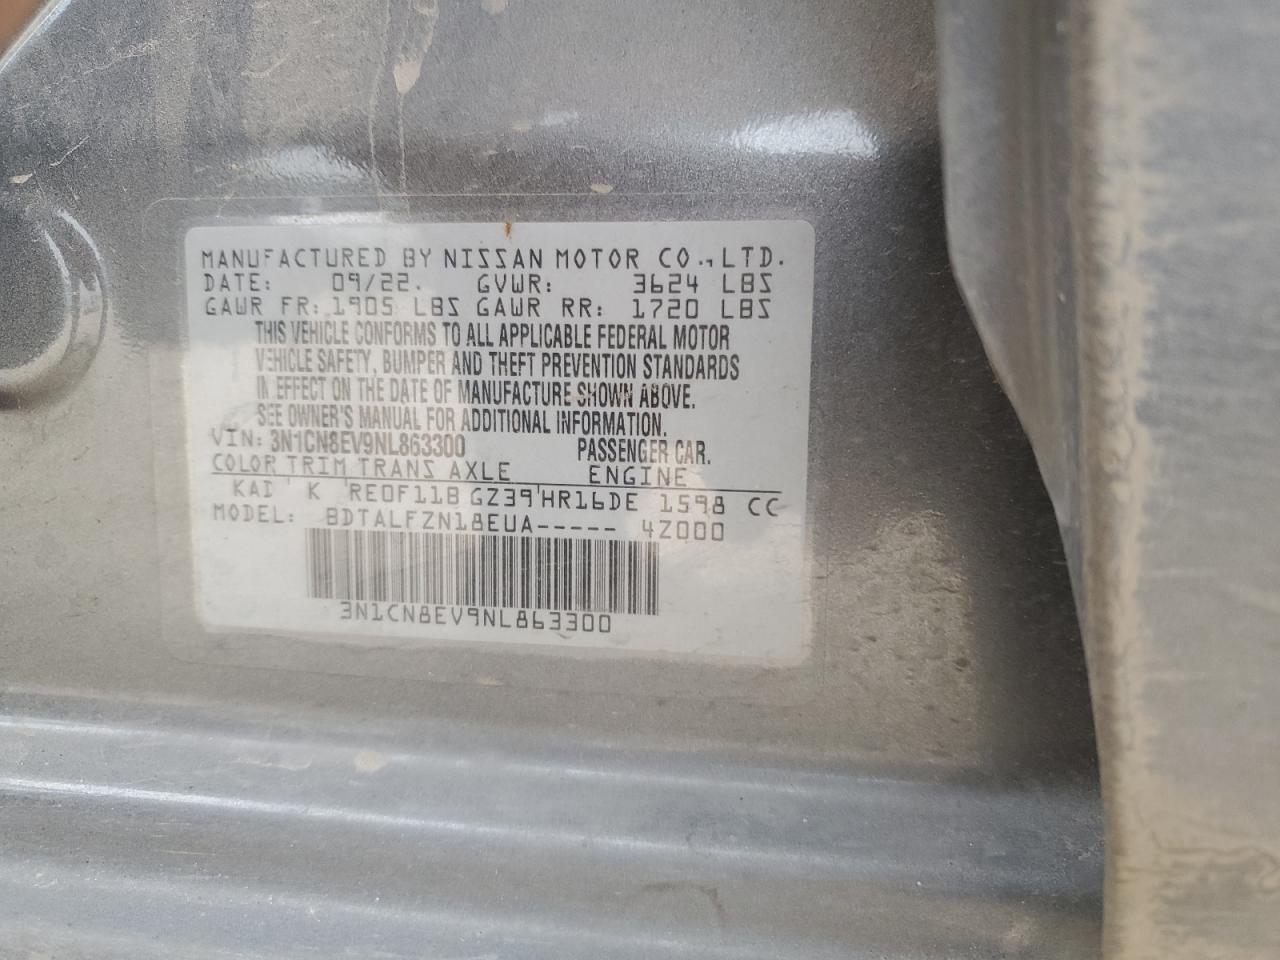 MANUFACTURED BY NISSAN MOTOR CO.,LTD.
DATE: 09/22. GVWR: 3624 LBS
GAWR FR: 1905 LBS GAWR RR: 1720 LBS
THIS VEHICLE CONFORMS TO ALL APPLICABLE FEDERAL MOTOR
VEHICLE SAFETY, BUMPER AND THEFT PREVENTION STANDARDS
IN EFFECT ON THE DATE OF MANUFACTURE SHOWN ABOVE.
SEE OWNER'S MANUAL FOR ADDITIONAL INFORMATION.
VIN: 3N1CN8EV9NL863300 PASSENGER CAR.
COLOR TRIM TRANS AXLE ENGINE
KAD K RE0F11B GZ39 HR16DE 1598 CC
MODEL: BDTALFZN18EUA----- 4Z000
3N1CN8EV9NL863300